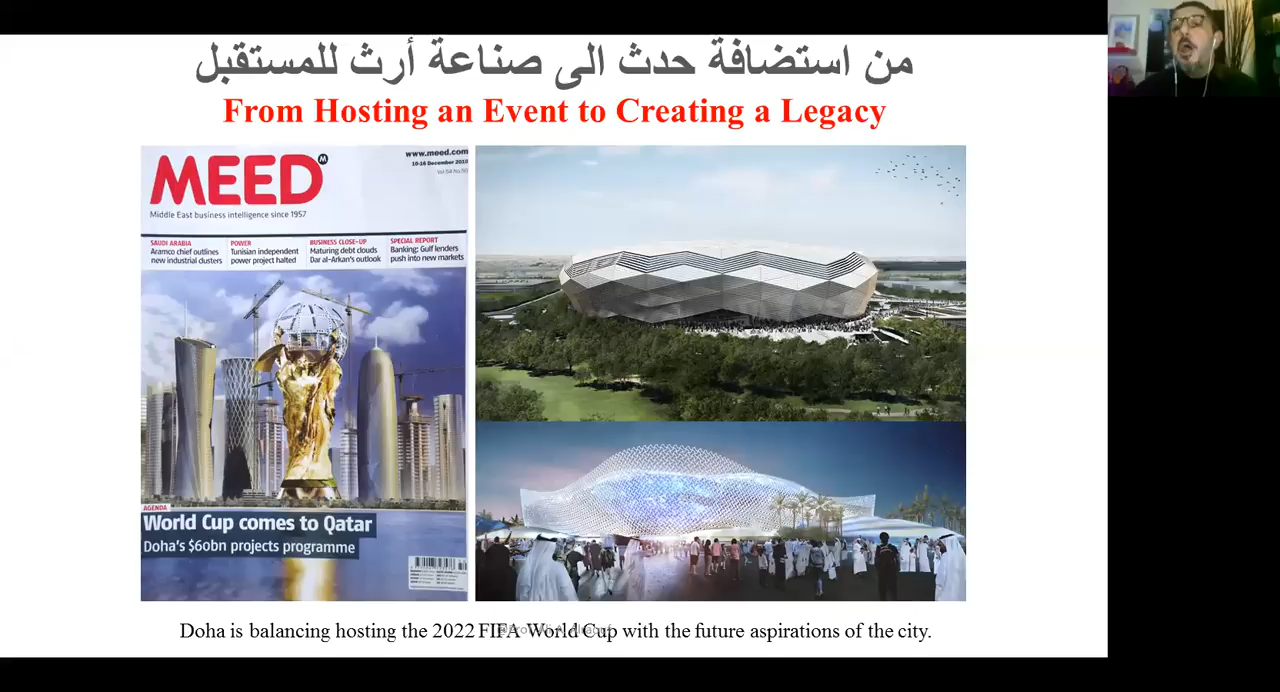 من استضافة حدث الى صناعة أرث للمستقبل
From Hosting an Event to Creating a Legacy
MEED
M
www.meed.com
10-16 December 2010
Middle East business intelligence since 1957
SAUDI ARABIA
Aramco chief outlines
new industrial clusters
POWER
Tunisian independent
power project halted
BUSINESS CLOSE-UP
Maturing debt clouds
Dar al-Arkan's outlook
SPECIAL REPORT
Banking: Gulf lenders
push into new markets
AGENDA
World Cup comes to Qatar
Doha's $60bn projects programme
Doha is balancing hosting the 2022 FIFA World Cup with the future aspirations of the city.